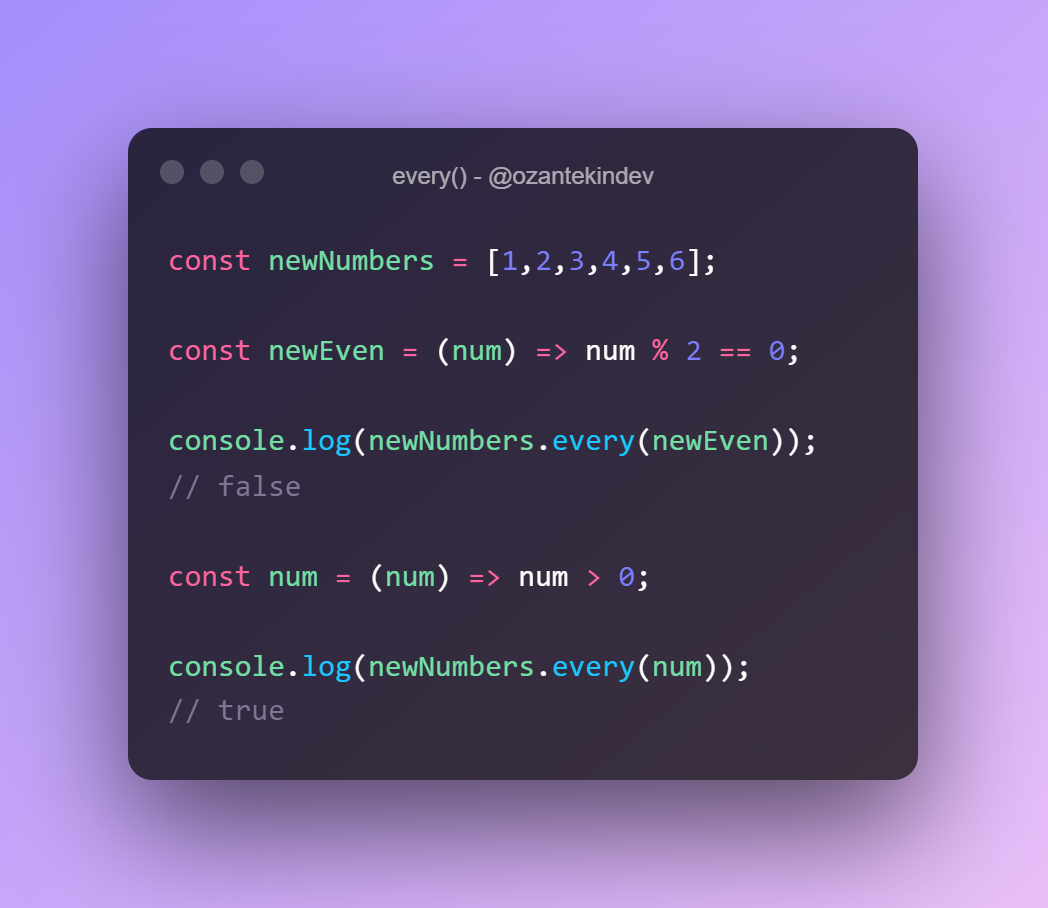 every() - @ozantekindev
const newNumbers = [1,2,3,4,5,6];
const newEven = (num) => num % 2 == 0;
console.log(newNumbers.every(newEven));
// false
const num = (num) => num > 0;
console.log(newNumbers.every(num));
// true